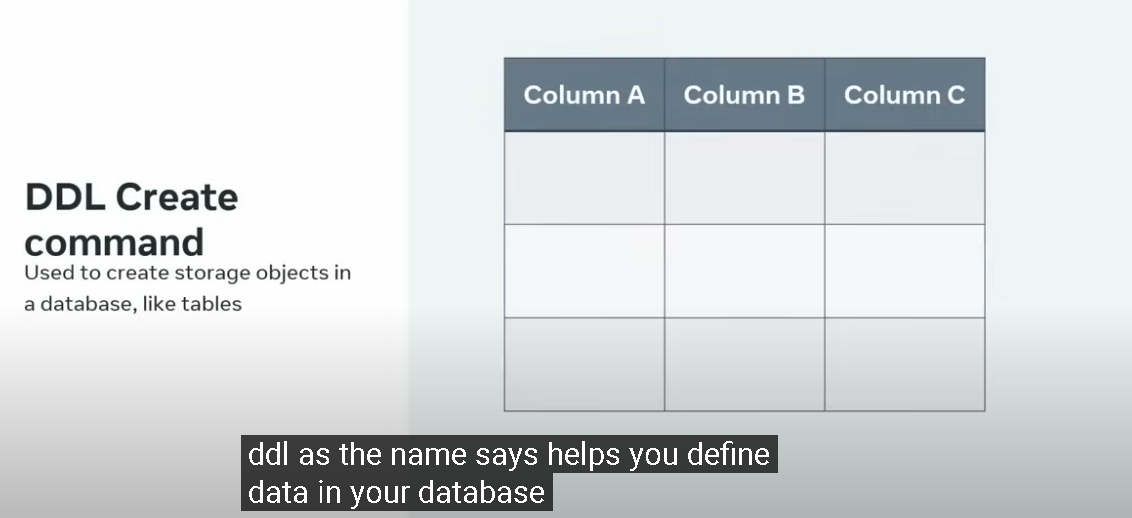 DDL Create
command
Used to create storage objects in
a database, like tables
Column A Column B Column C
ddl as the name says helps you define
data in your database